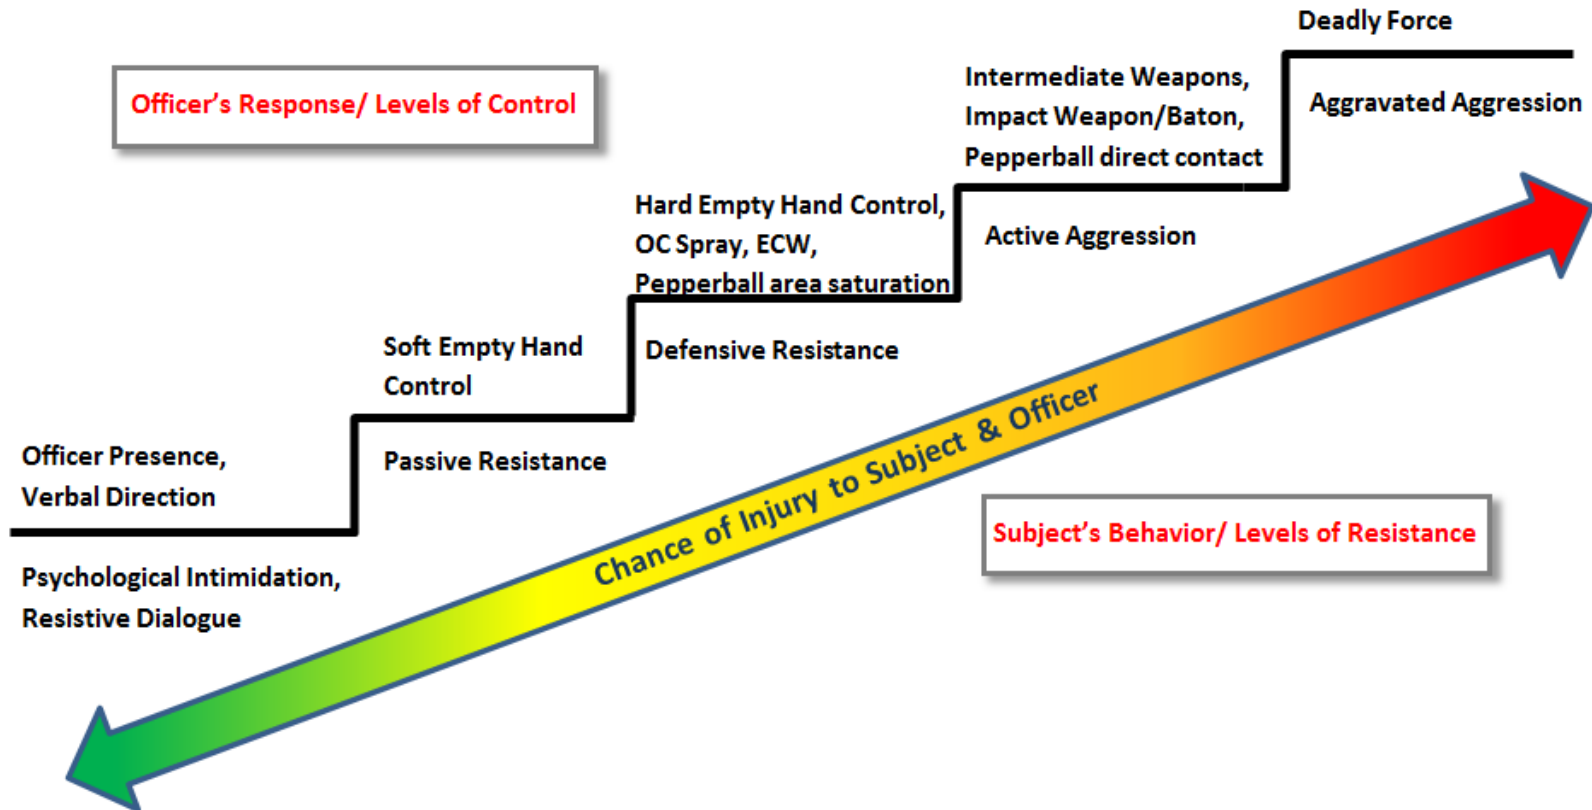 Deadly Force
Officer's Response/ Levels of Control
Intermediate Weapons,
Impact Weapon/Baton,
Pepperball direct contact
Aggravated Aggression
Hard Empty Hand Control,
OC Spray, ECW,
Pepperball area saturation
Active Aggression
Soft Empty Hand
Control
Defensive Resistance
Officer Presence,
Verbal Direction
Passive Resistance
Chance of Injury to Subject & Officer
Subject's Behavior/ Levels of Resistance
Psychological Intimidation,
Resistive Dialogue